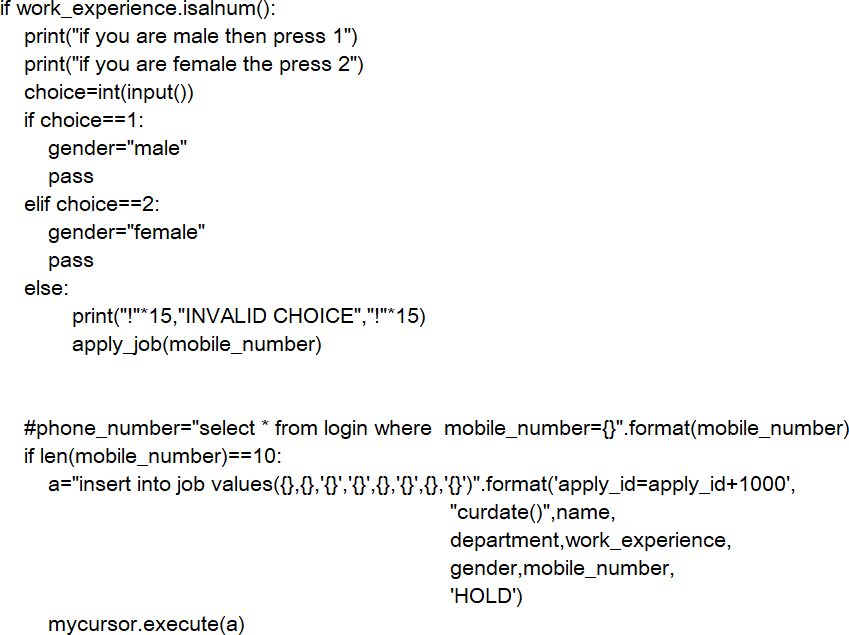 if work_experience.isalnum():
    print("if you are male then press 1")
    print("if you are female the press 2")
    choice=int(input())
    if choice==1:
        gender="male"
        pass
    elif choice==2:
        gender="female"
        pass
    else:
            print("!"*15,"INVALID CHOICE","!"*15)
            apply_job(mobile_number)
    #phone_number="select * from login where  mobile_number={}".format(mobile_number)
    if len(mobile_number)==10:
        a="insert into job values({},{},'{}','{}',{},'{}',{},'{}')".format('apply_id=apply_id+1000',
                                                                        "curdate()",name,
                                                                        department,work_experience,
                                                                        gender,mobile_number,
                                                                        'HOLD')
        mycursor.execute(a)